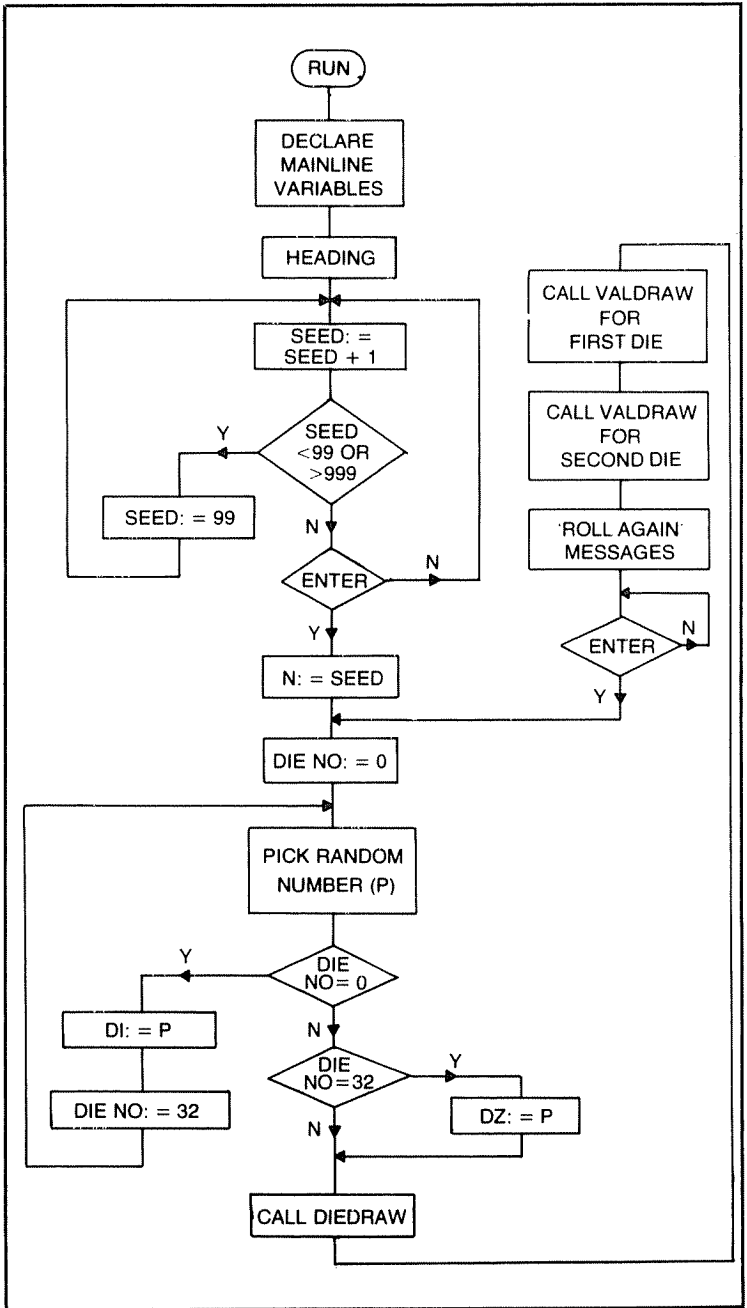 RUN
DECLARE
MAINLINE
VARIABLES
HEADING
SEED: =
SEED + 1
SEED
<99 OR
>999
Y
SEED: = 99
N
ENTER
N
Y
N: = SEED
DIE NO: = 0
PICK RANDOM
NUMBER (P)
DIE
NO= 0
Y
DI: = P
DIE NO: = 32
N
DIE
NO=32
Y
DZ: = P
N
CALL DIEDRAW
CALL VALDRAW
FOR
FIRST DIE
CALL VALDRAW
FOR
SECOND DIE
'ROLL AGAIN'
MESSAGES
ENTER
N
Y